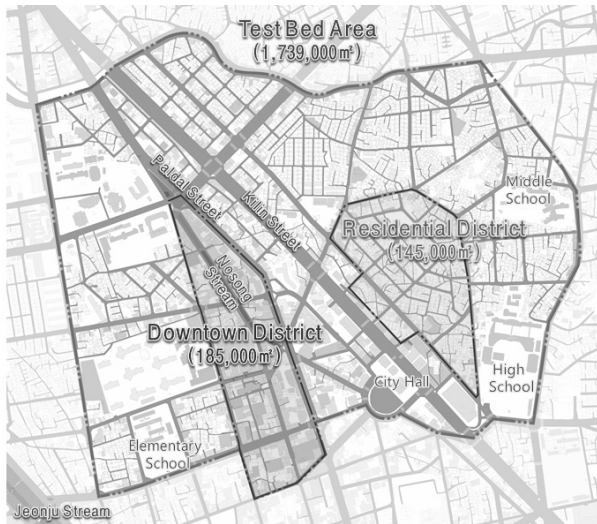 Test Bed Area
(1,739,000㎡)
Paldal Street
Kilin Street
Middle
School
Residential District
(145,000㎡)
Nosong
Stream
Downtown District
(185,000㎡)
City Hall
High
School
Elementary
School
Jeonju Stream